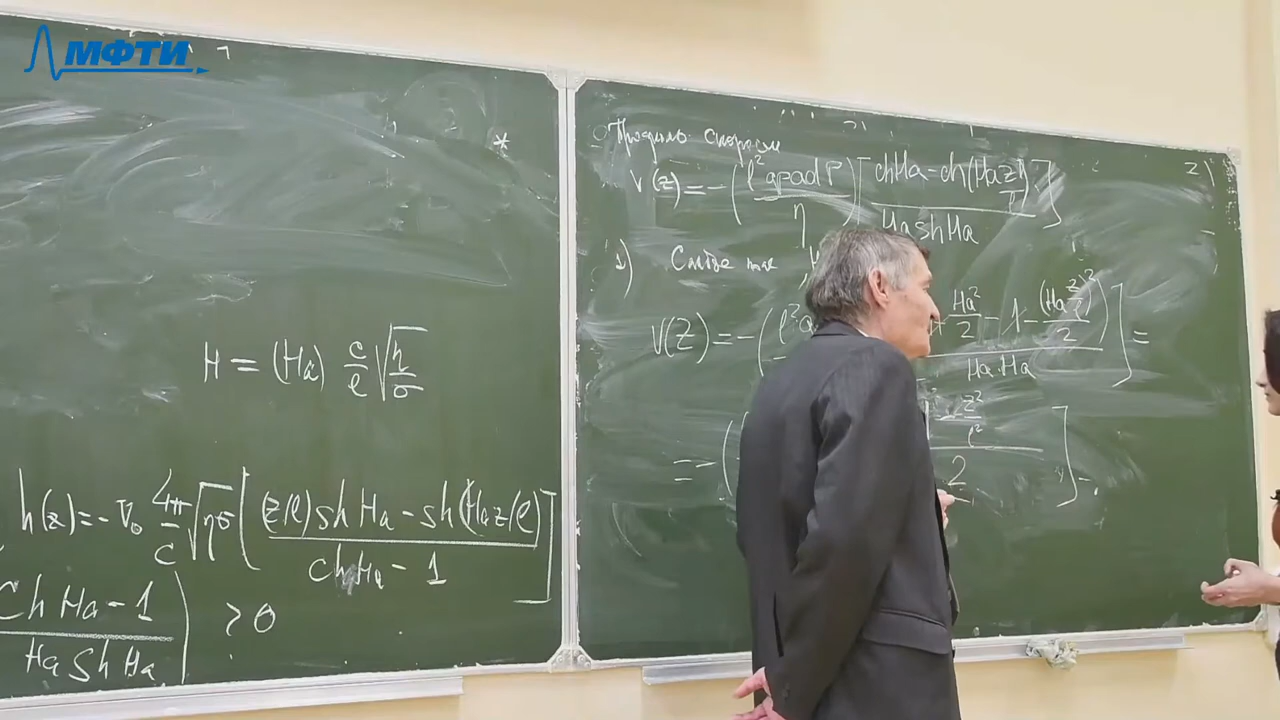 МФТИ
*
H = (Ha) c/l √(η/σ)
h(z) = - V₀ 4π/c √(ησ) [((z/l) sh Ha - sh(Haz/l))/(ch Ha - 1)]
(ch Ha - 1)/(Ha sh Ha)) > 0
Профиль скорости
V(z) = - (l² grad P/η) [(ch Ha - ch(Ha z/l))/(Ha sh Ha)]
z
1)
V(z) = - (l² + Ha²/2 - 1 - (Ha z/l)²/2)/(Ha·Ha)] =
= - ( - z²/l²)/2].